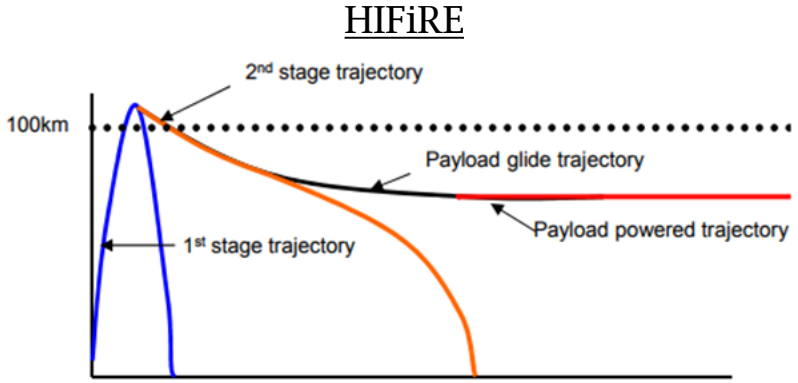 HIFiRE
2nd stage trajectory
100km
Payload glide trajectory
Payload powered trajectory
1st stage trajectory